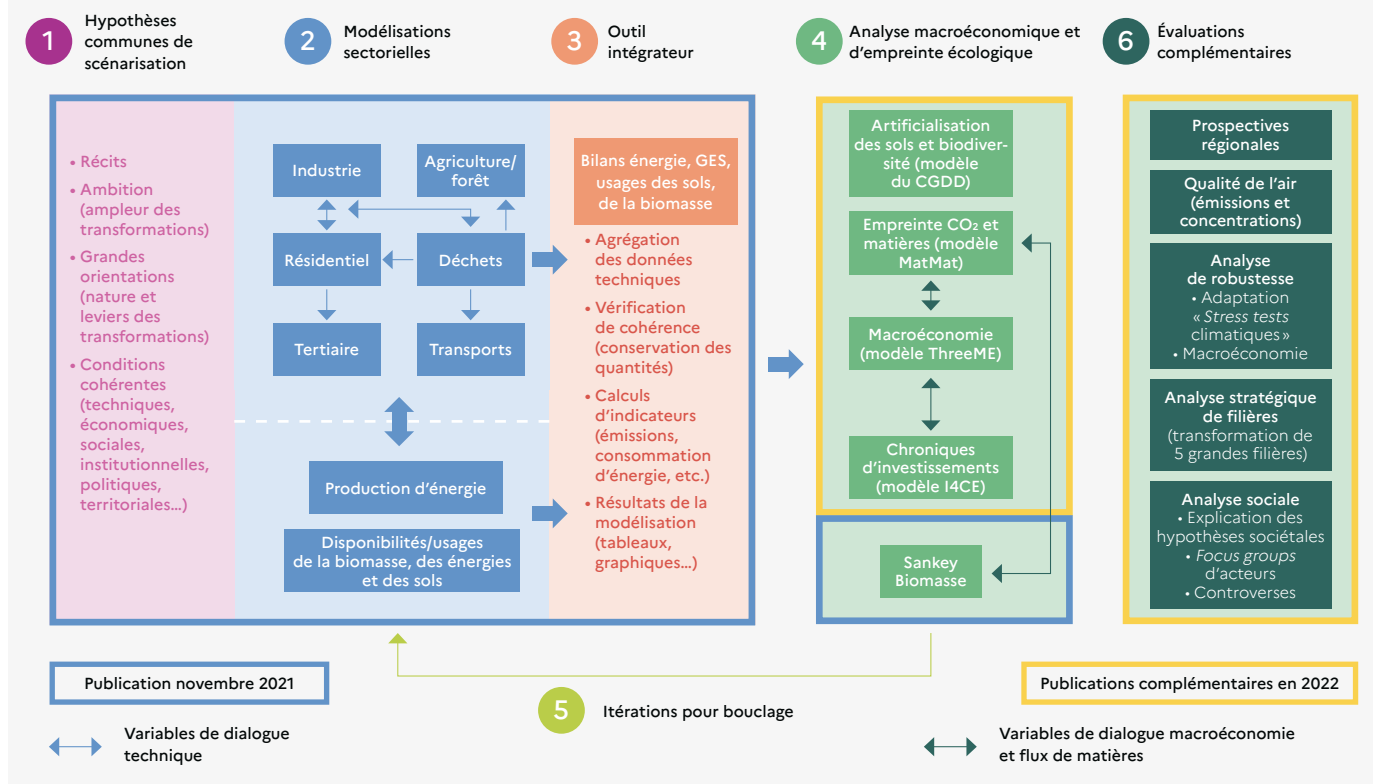 1
Hypothèses
communes de
scénarisation
2
Modélisations
sectorielles
3
Outil
intégrateur
4
Analyse macroéconomique et
d'empreinte écologique
6
Évaluations
complémentaires
• Récits
• Ambition
(ampleur des
transformations)
• Grandes
orientations
(nature et
leviers des
transformations)
• Conditions
cohérentes
(techniques,
économiques,
sociales,
institutionnelles,
politiques,
territoriales…)
Industrie
Agriculture/
forêt
Résidentiel
Déchets
Tertiaire
Transports
Production d'énergie
Disponibilités/usages
de la biomasse, des énergies
et des sols
Bilans énergie, GES,
usages des sols,
de la biomasse
• Agrégation
des données
techniques
• Vérification
de cohérence
(conservation des
quantités)
• Calculs
d'indicateurs
(émissions,
consommation
d'énergie, etc.)
• Résultats de la
modélisation
(tableaux,
graphiques…)
Artificialisation
des sols et biodiver-
sité (modèle
du CGDD)
Empreinte CO₂ et
matières (modèle
MatMat)
Macroéconomie
(modèle ThreeME)
Chroniques
d'investissements
(modèle I4CE)
Sankey
Biomasse
Prospectives
régionales
Qualité de l'air
(émissions et
concentrations)
Analyse
de robustesse
• Adaptation
« Stress tests
climatiques »
• Macroéconomie
Analyse stratégique
de filières
(transformation de
5 grandes filières)
Analyse sociale
• Explication des
hypothèses sociétales
• Focus groups
d'acteurs
• Controverses
Publication novembre 2021
5
Itérations pour bouclage
Publications complémentaires en 2022
Variables de dialogue
technique
Variables de dialogue macroéconomie
et flux de matières